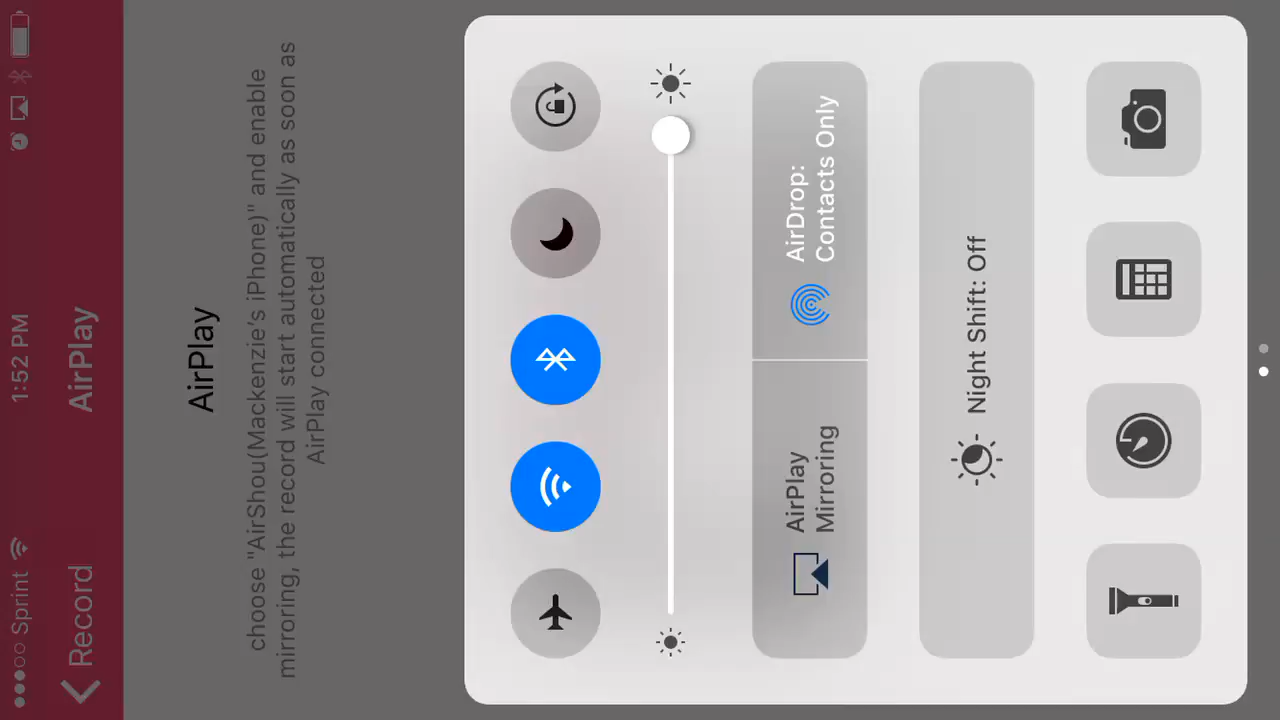 Sprint 1:52 PM
Record AirPlay
AirPlay
choose "AirShou(Mackenzie's iPhone)" and enable
mirroring, the record will start automatically as soon as
AirPlay connected
AirPlay
Mirroring
AirDrop:
Contacts Only
Night Shift: Off